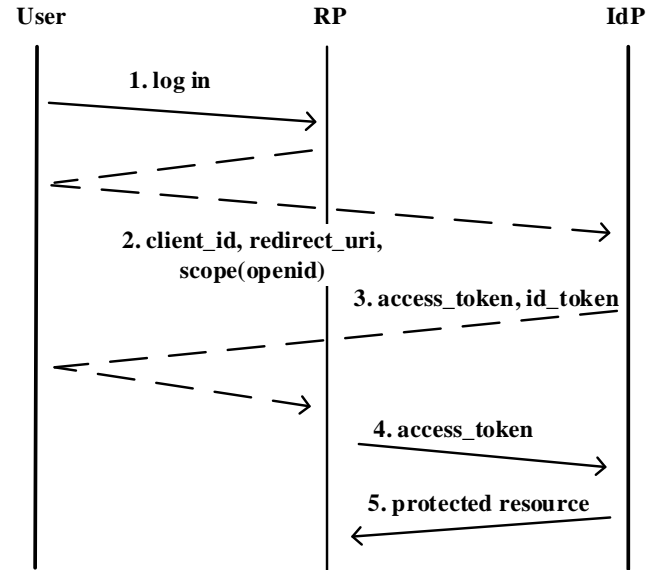 User RP IdP
1. log in
2. client_id, redirect_uri,
scope(openid)
3. access_token, id_token
4. access_token
5. protected resource